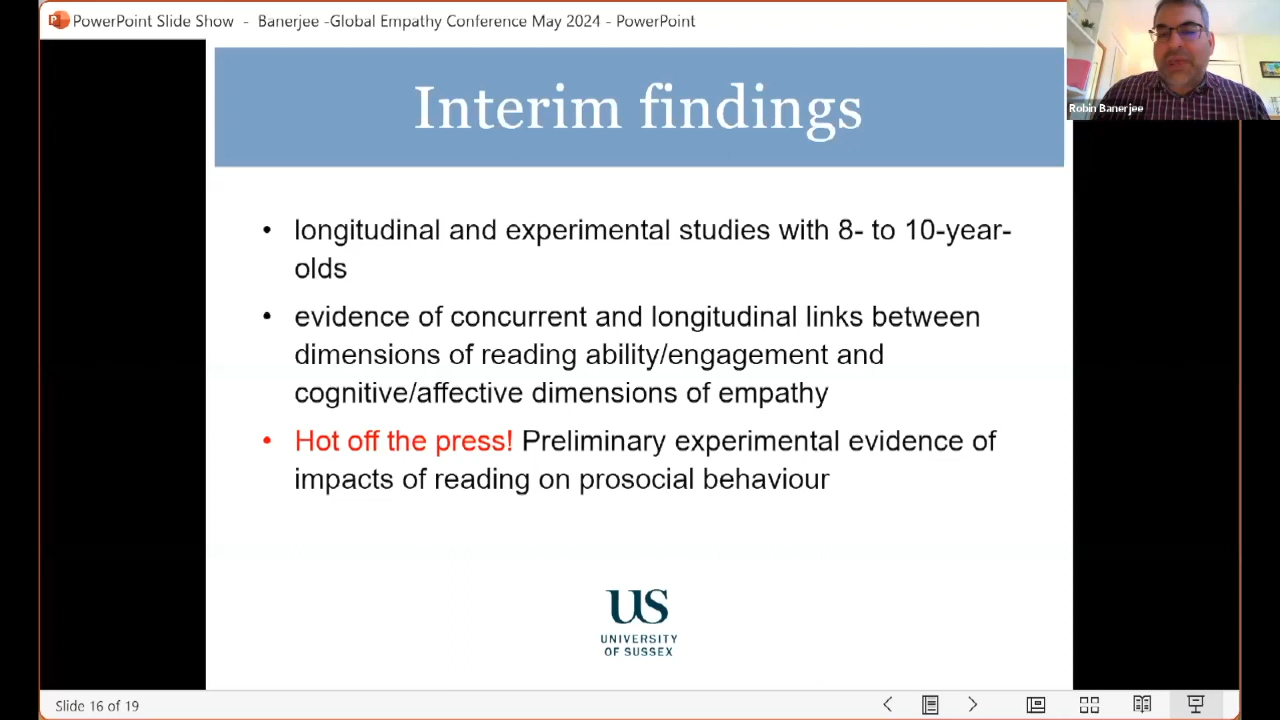 PowerPoint Slide Show - Banerjee -Global Empathy Conference May 2024 - PowerPoint
Robin Banerjee
Interim findings
• longitudinal and experimental studies with 8- to 10-year-
olds
• evidence of concurrent and longitudinal links between
dimensions of reading ability/engagement and
cognitive/affective dimensions of empathy
• Hot off the press! Preliminary experimental evidence of
impacts of reading on prosocial behaviour
US
UNIVERSITY
OF SUSSEX
Slide 16 of 19